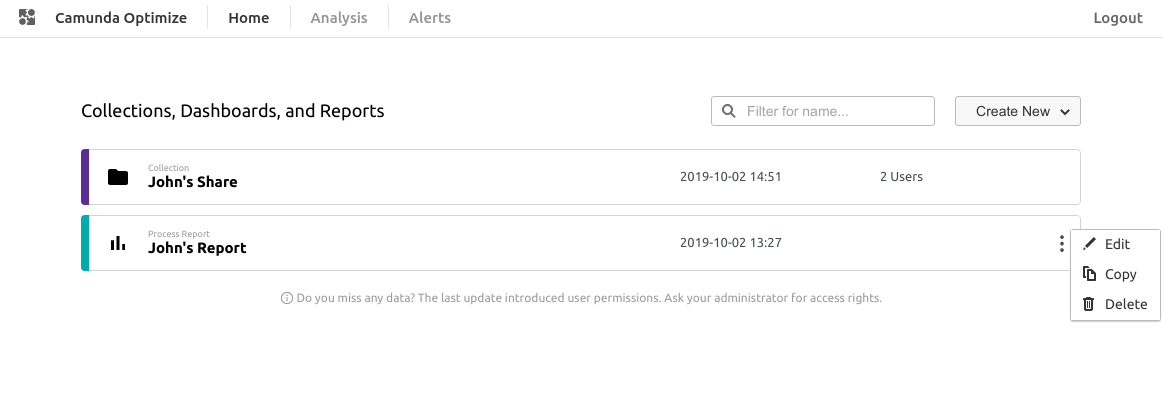 Camunda Optimize Home Analysis Alerts Logout
Collections, Dashboards, and Reports Filter for name... Create New
Collection
John's Share 2019-10-02 14:51 2 Users
Process Report
John's Report 2019-10-02 13:27
Edit
Copy
Delete
Do you miss any data? The last update introduced user permissions. Ask your administrator for access rights.